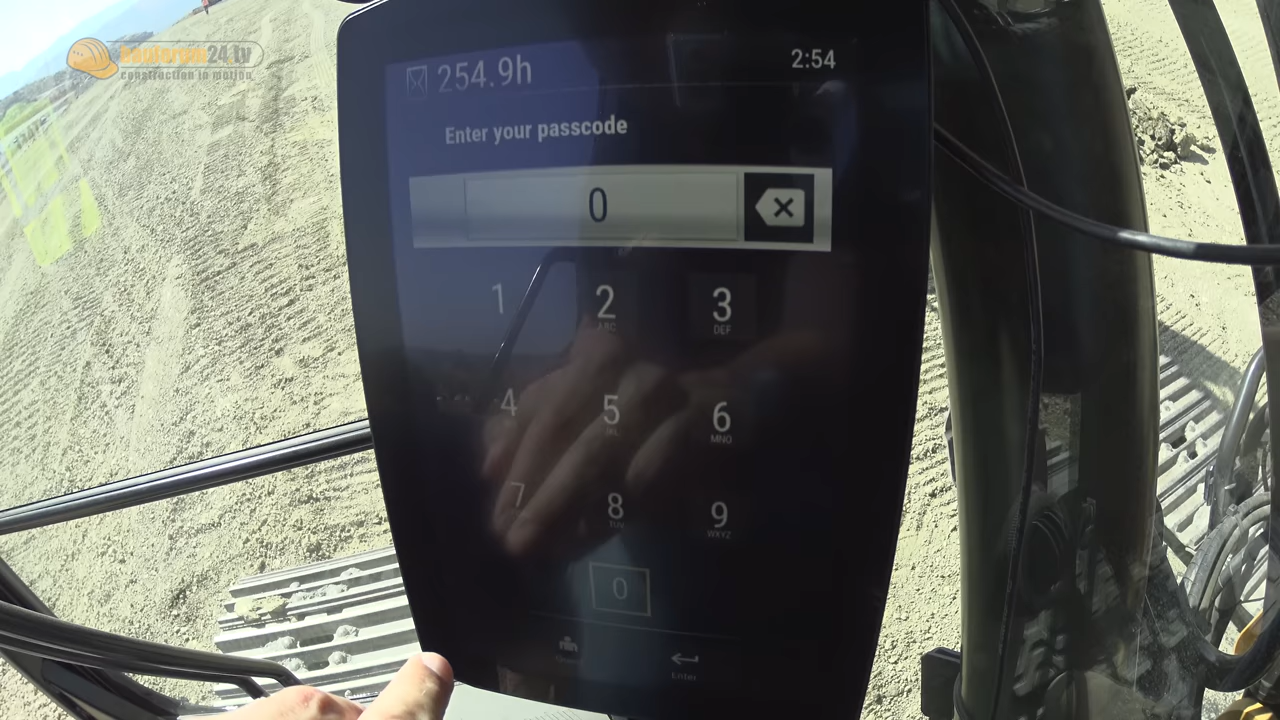 bauforum24.tv
construction in motion
254.9h
2:54
Enter your passcode
0
1
2
3
ABC
DEF
4
5
6
JKL
MNO
7
8
9
TUV
WXYZ
0
Enter